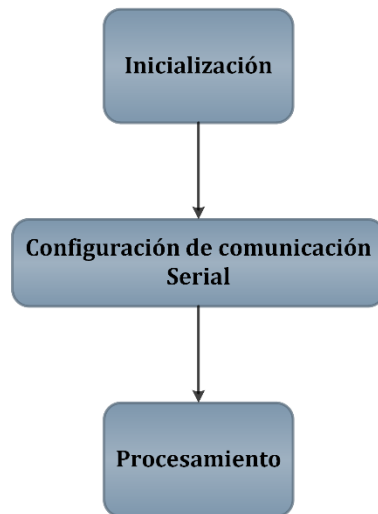 Inicialización
Configuración de comunicación
Serial
Procesamiento